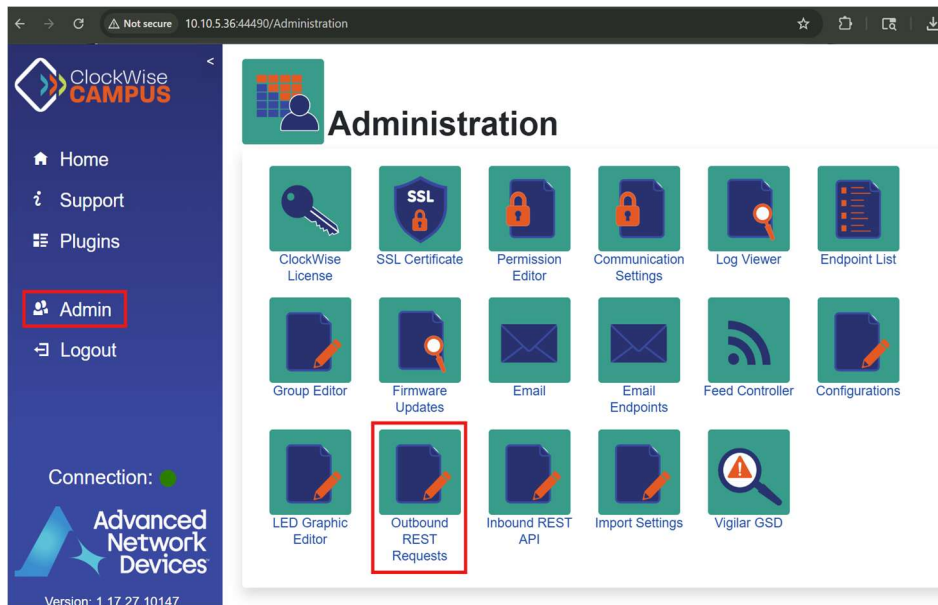 Not secure 10.10.5.36:44490/Administration
ClockWise
CAMPUS
<
Administration
Home
Support
Plugins
Admin
Logout
SSL
ClockWise
License
SSL Certificate
Permission
Editor
Communication
Settings
Log Viewer
Endpoint List
Group Editor
Firmware
Updates
Email
Email
Endpoints
Feed Controller
Configurations
LED Graphic
Editor
Outbound
REST
Requests
Inbound REST
API
Import Settings
Vigilar GSD
Connection:
Advanced
Network
Devices
Version: 1.17.27.10147